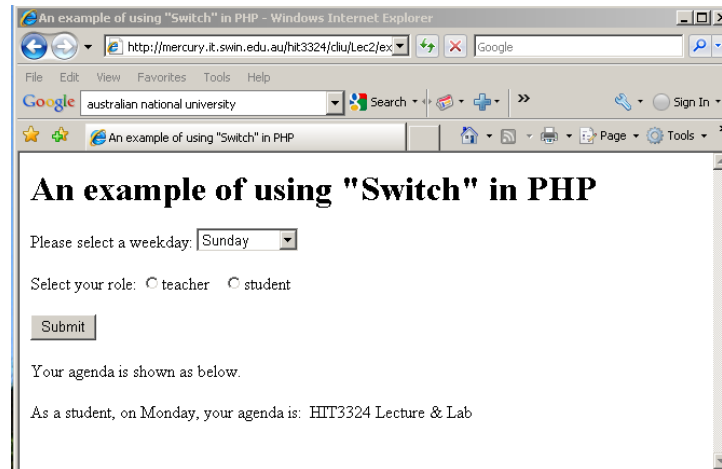 An example of using "Switch" in PHP - Windows Internet Explorer
http://mercury.it.swin.edu.au/hit3324/cliu/Lec2/ex
Google
File Edit View Favorites Tools Help
Google australian national university Search Sign In
An example of using "Switch" in PHP Page Tools
An example of using "Switch" in PHP
Please select a weekday: Sunday
Select your role: teacher student
Submit
Your agenda is shown as below.
As a student, on Monday, your agenda is: HIT3324 Lecture & Lab